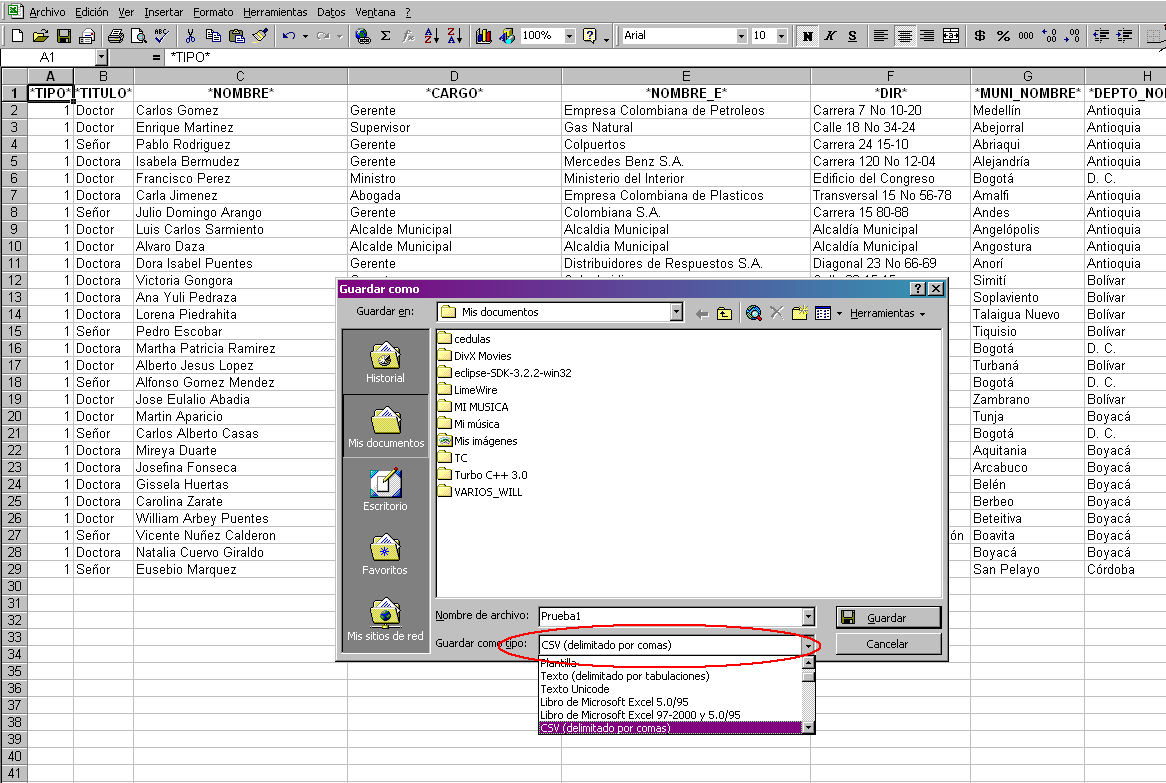 Archivo Edición Ver Insertar Formato Herramientas Datos Ventana ?
100% Arial 10 N K S $ % 000
A1 = *TIPO*
A B C D E F G H
1 *TIPO* *TITULO* *NOMBRE* *CARGO* *NOMBRE_E* *DIR* *MUNI_NOMBRE* *DEPTO_NO
2 1 Doctor Carlos Gomez Gerente Empresa Colombiana de Petroleos Carrera 7 No 10-20 Medellín Antioquia
3 1 Doctor Enrique Martinez Supervisor Gas Natural Calle 18 No 34-24 Abejorral Antioquia
4 1 Señor Pablo Rodriguez Gerente Colpuertos Carrera 24 15-10 Abriaqui Antioquia
5 1 Doctora Isabela Bermudez Gerente Mercedes Benz S.A. Carrera 120 No 12-04 Alejandría Antioquia
6 1 Doctor Francisco Perez Ministro Ministerio del Interior Edificio del Congreso Bogotá D. C.
7 1 Doctora Carla Jimenez Abogada Empresa Colombiana de Plasticos Transversal 15 No 56-78 Amalfi Antioquia
8 1 Señor Julio Domingo Arango Gerente Colombiana S.A. Carrera 15 80-88 Andes Antioquia
9 1 Doctor Luis Carlos Sarmiento Alcalde Municipal Alcaldia Municipal Alcaldía Municipal Angelópolis Antioquia
10 1 Doctor Alvaro Daza Alcalde Municipal Alcaldia Municipal Alcaldía Municipal Angostura Antioquia
11 1 Doctora Dora Isabel Puentes Gerente Distribuidores de Respuestos S.A. Diagonal 23 No 66-69 Anorí Antioquia
12 1 Doctora Victoria Gongora Simití Bolívar
13 1 Doctora Ana Yuli Pedraza Soplaviento Bolívar
14 1 Doctora Lorena Piedrahita Talaigua Nuevo Bolívar
15 1 Señor Pedro Escobar Tiquisio Bolívar
16 1 Doctora Martha Patricia Ramirez Bogotá D. C.
17 1 Doctor Alberto Jesus Lopez Turbaná Bolívar
18 1 Señor Alfonso Gomez Mendez Bogotá D. C.
19 1 Doctor Jose Eulalio Abadia Zambrano Bolívar
20 1 Doctor Martin Aparicio Tunja Boyacá
21 1 Señor Carlos Alberto Casas Bogotá D. C.
22 1 Doctora Mireya Duarte Aquitania Boyacá
23 1 Doctora Josefina Fonseca Arcabuco Boyacá
24 1 Doctora Gissela Huertas Belén Boyacá
25 1 Doctora Carolina Zarate Berbeo Boyacá
26 1 Doctor William Arbey Puentes Beteitiva Boyacá
27 1 Señor Vicente Nuñez Calderon ón Boavita Boyacá
28 1 Doctora Natalia Cuervo Giraldo Boyacá Boyacá
29 1 Señor Eusebio Marquez San Pelayo Córdoba
30
31
32
33
34
35
36
37
38
39
40
41
Guardar como
Guardar en: Mis documentos Herramientas
Historial
Mis documentos
Escritorio
Favoritos
Mis sitios de red
cedulas
DivX Movies
eclipse-SDK-3.2.2-win32
LimeWire
MI MUSICA
Mi música
Mis imágenes
TC
Turbo C++ 3.0
VARIOS_WILL
Nombre de archivo: Prueba1 Guardar
Guardar como tipo: CSV (delimitado por comas) Cancelar
Plantilla
Texto (delimitado por tabulaciones)
Texto Unicode
Libro de Microsoft Excel 5.0/95
Libro de Microsoft Excel 97-2000 y 5.0/95
CSV (delimitado por comas)